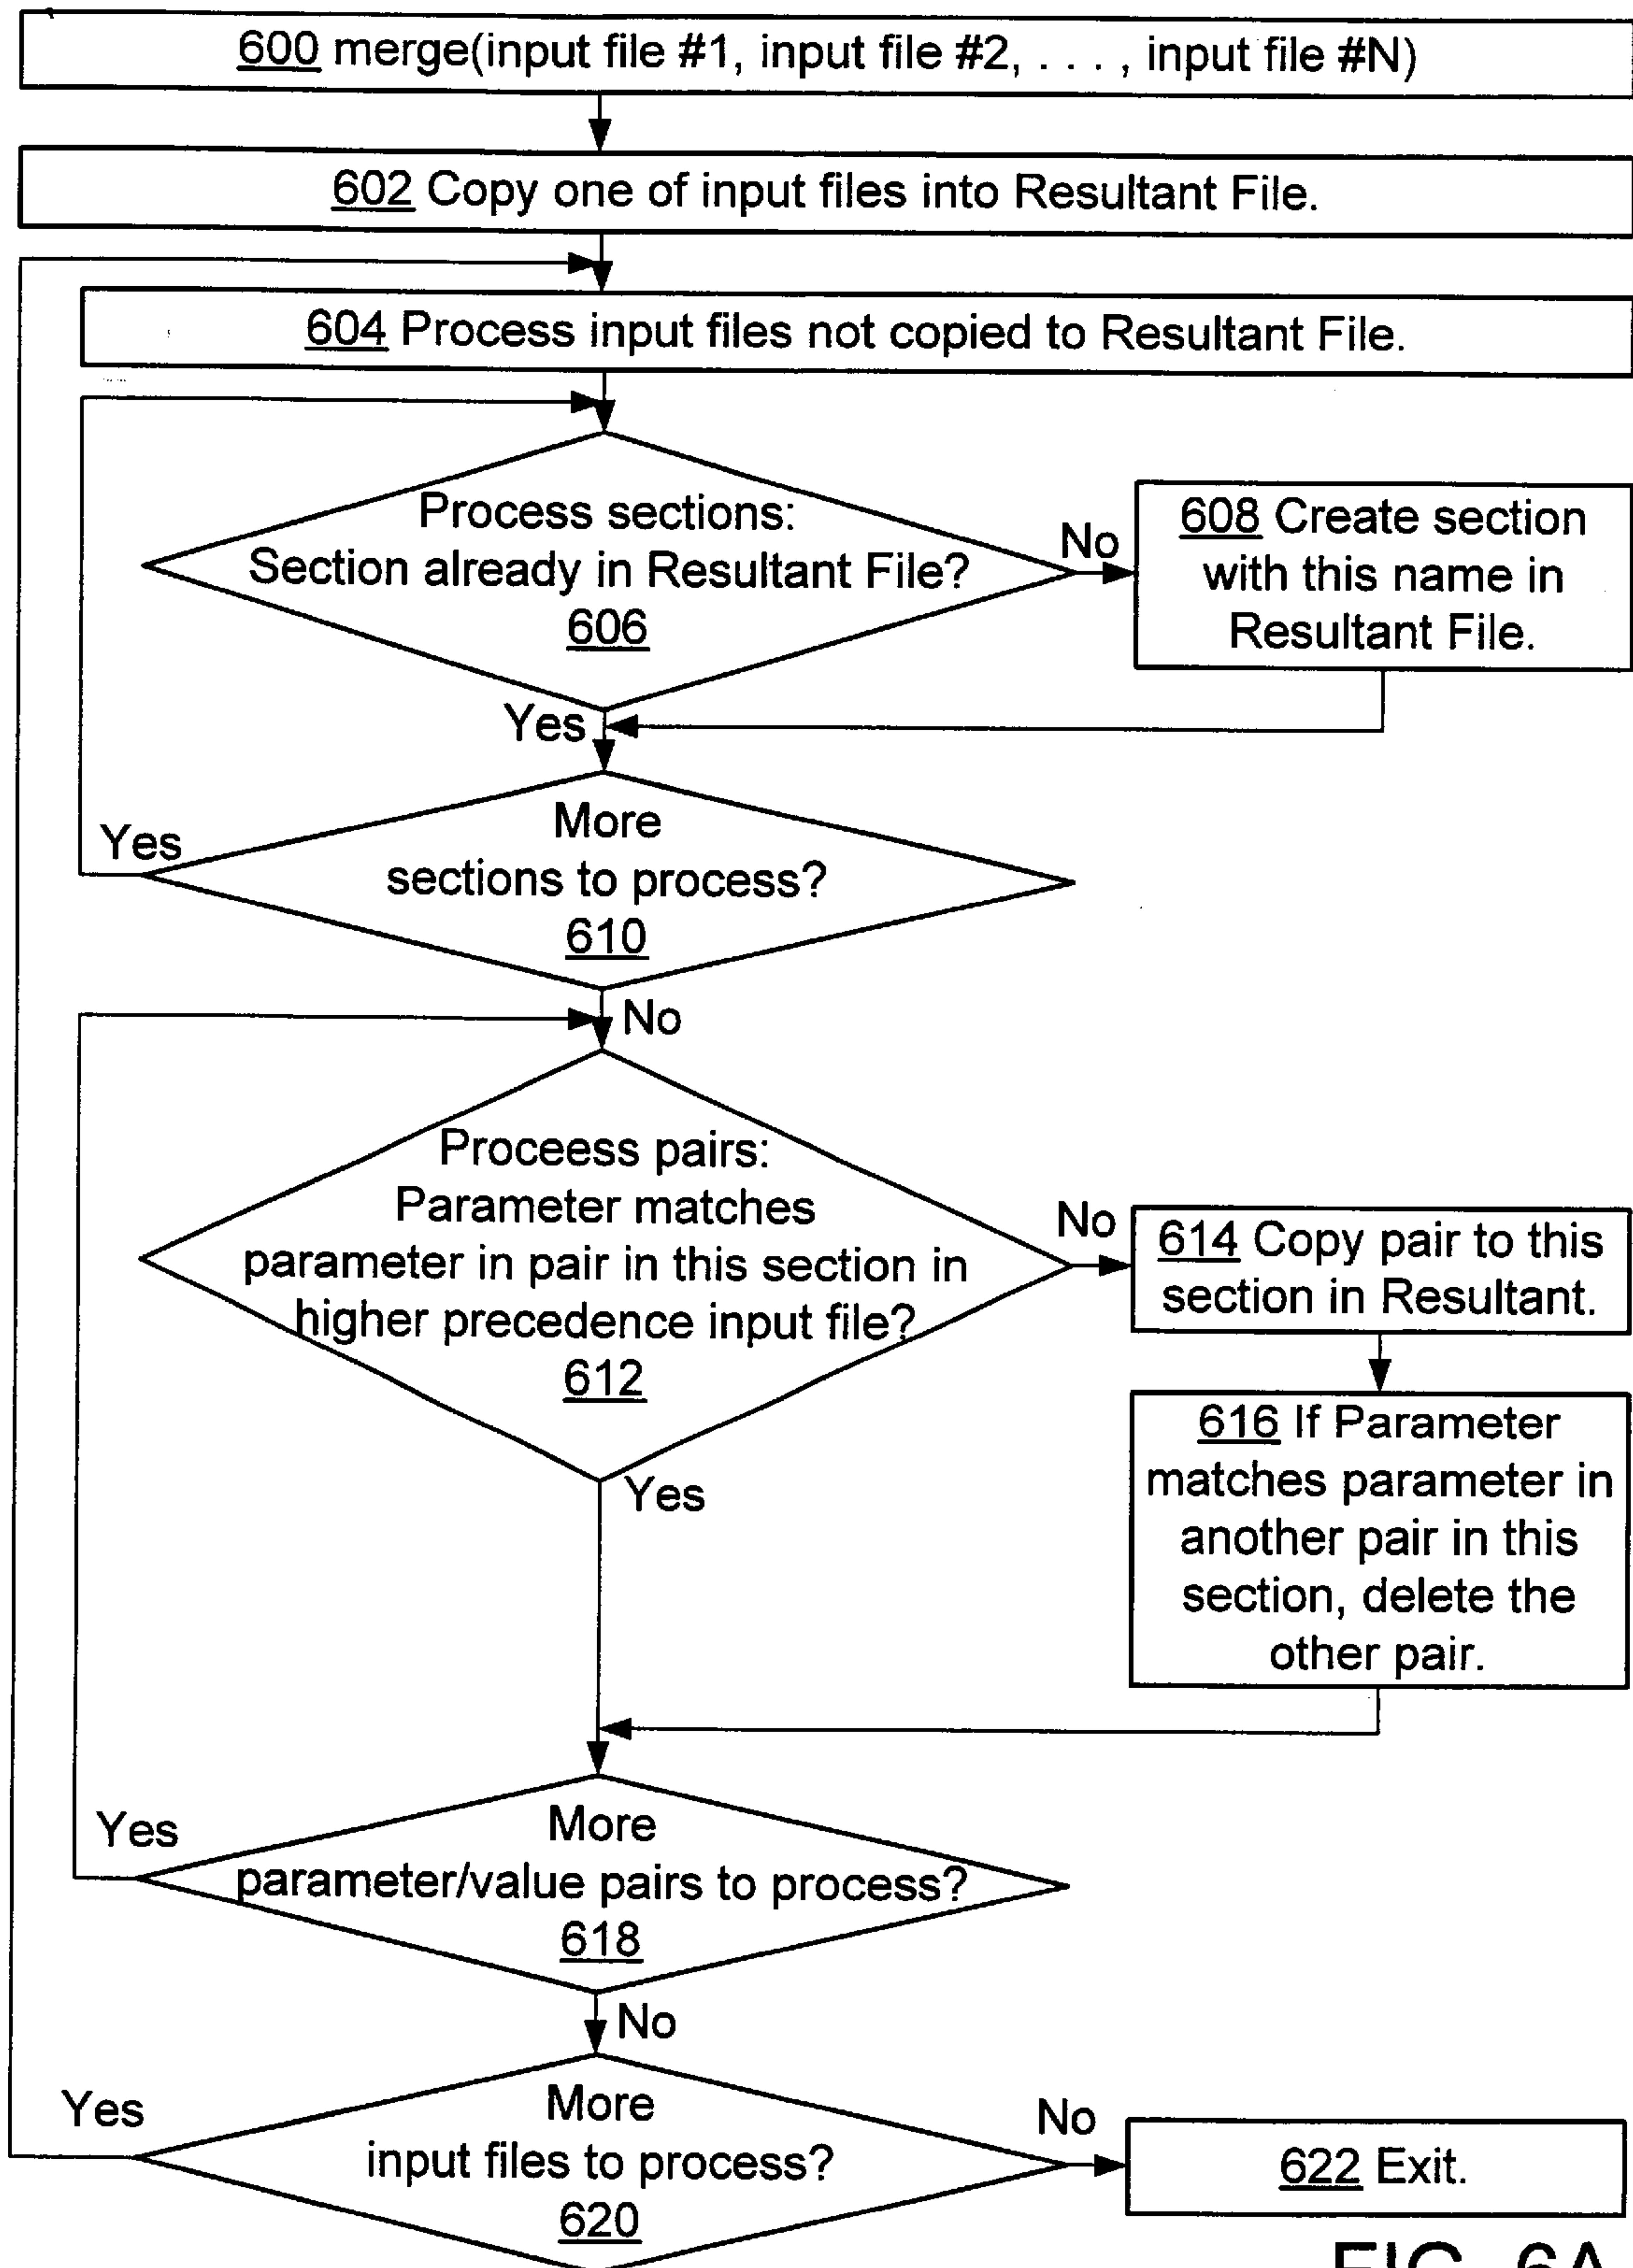 600 merge(input file #1, input file #2, . . . , input file #N)
602 Copy one of input files into Resultant File.
604 Process input files not copied to Resultant File.
Process sections:
Section already in Resultant File?
606
No
608 Create section
with this name in
Resultant File.
Yes
More
sections to process?
610
Yes
No
Proceess pairs:
Parameter matches
parameter in pair in this section in
higher precedence input file?
612
No
614 Copy pair to this
section in Resultant.
616 If Parameter
matches parameter in
another pair in this
section, delete the
other pair.
Yes
More
parameter/value pairs to process?
618
Yes
No
More
input files to process?
620
Yes
No
622 Exit.
FIG. 6A